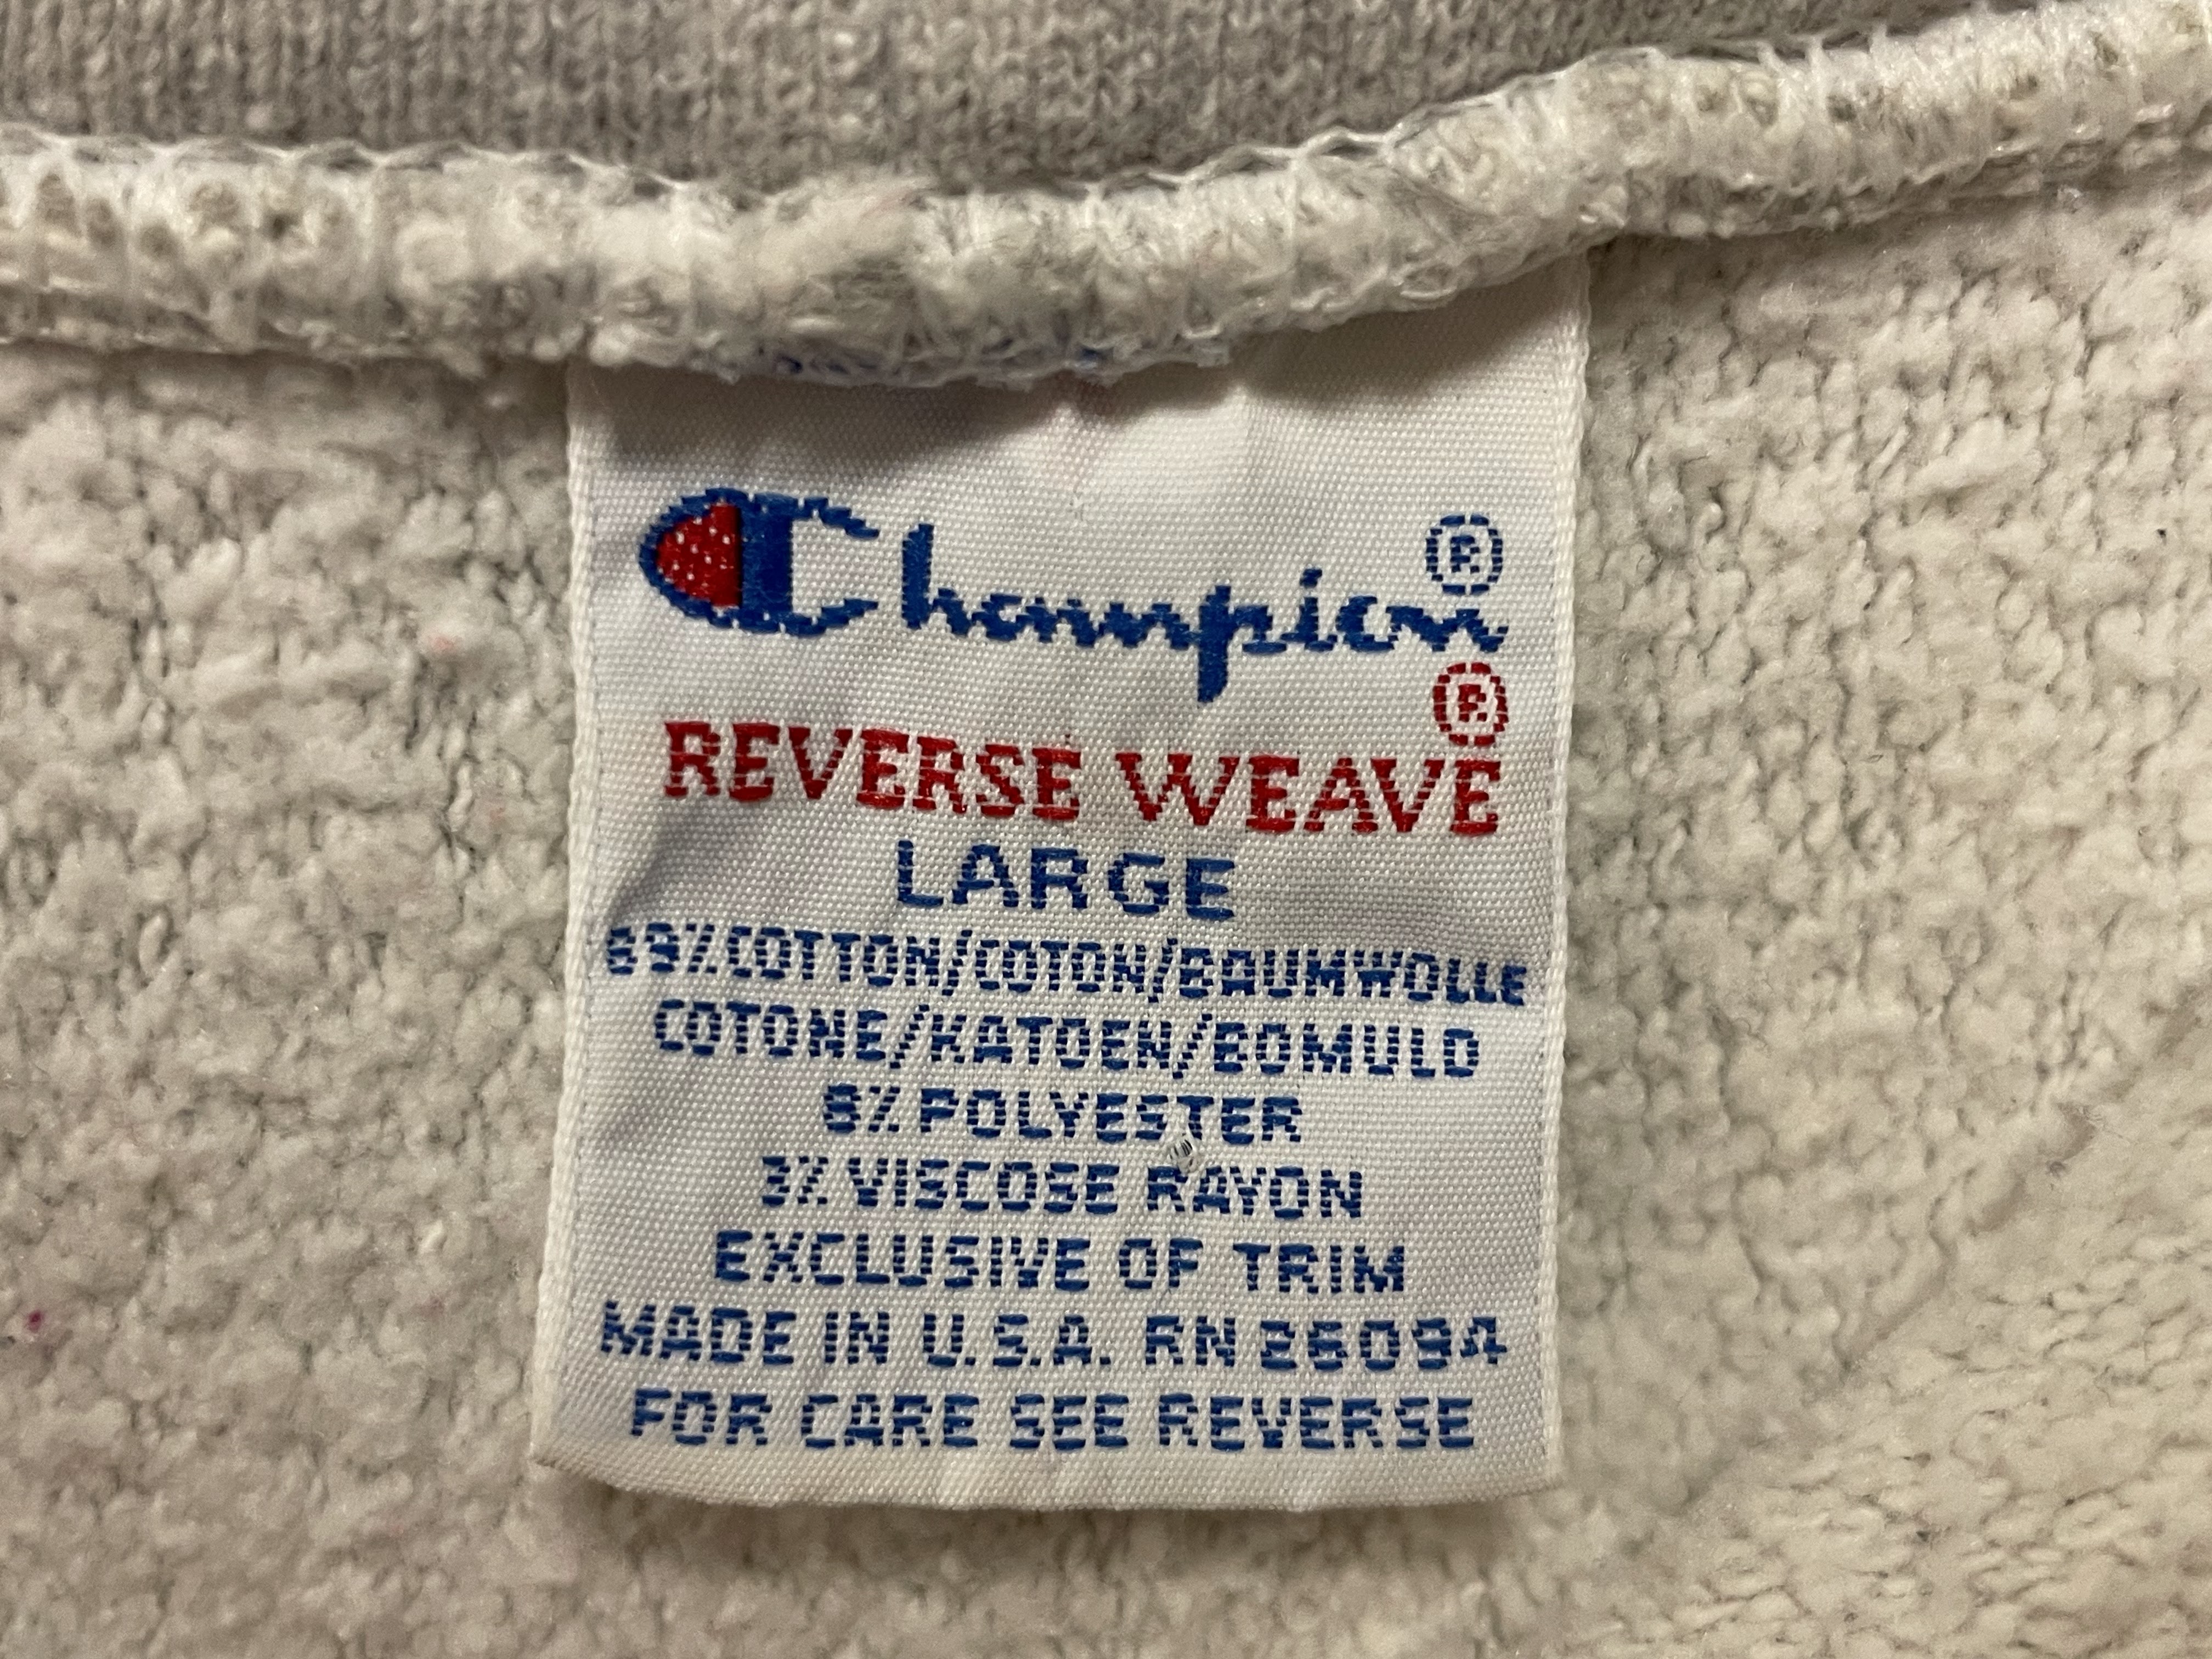 Champion®
REVERSE WEAVE®
LARGE
89% COTTON/COTON/BAUMWOLLE
COTONE/KATOEN/BOMULD
8% POLYESTER
3% VISCOSE RAYON
EXCLUSIVE OF TRIM
MADE IN U.S.A. RN 26094
FOR CARE SEE REVERSE